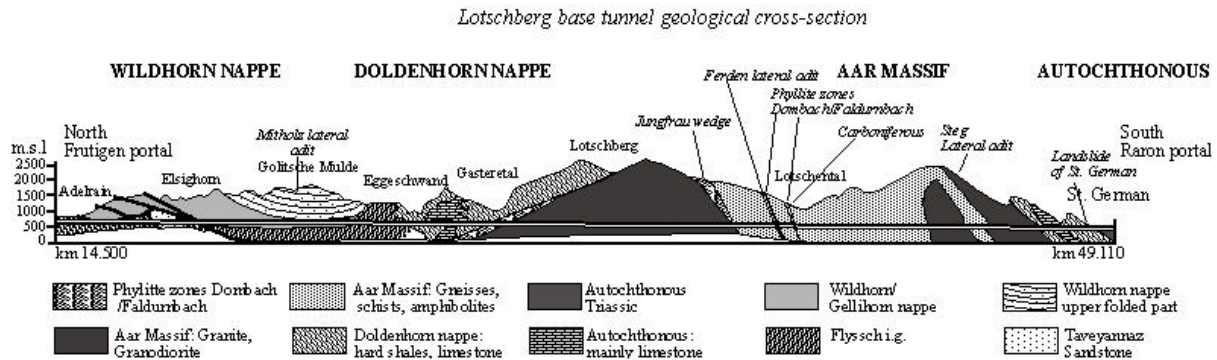 Lotschberg base tunnel geological cross-section
WILDHORN NAPPE
DOLDENHORN NAPPE
AAR MASSIF
AUTOCHTHONOUS
North
Frutigen portal
m.s.l
2500
2000
1500
1000
500
0
Adelrain
Elsighorn
Mitholz lateral
adit
Golitsche Mulde
Eggeschwand
Gasteretal
Lotschberg
Jungfrau wedge
Ferden lateral adit
Phyllite zones
Dombach/Faldurnbach
Carboniferous
Lotschental
Steg
Lateral adit
Landslide
of St. German
St. German
South
Raron portal
km 14.500
km 49.110
Phylitte zones Dombach
/Faldurnbach
Aar Massif: Gneisses,
schists, amphibolites
Autochthonous
Triassic
Wildhorn/
Gellihorn nappe
Wildhorn nappe
upper folded part
Aar Massif: Granite,
Granodiorite
Doldenhorn nappe:
hard shales, limestone
Autochthonous:
mainly limestone
Flyssch i.g.
Taveyannaz
Sandstone